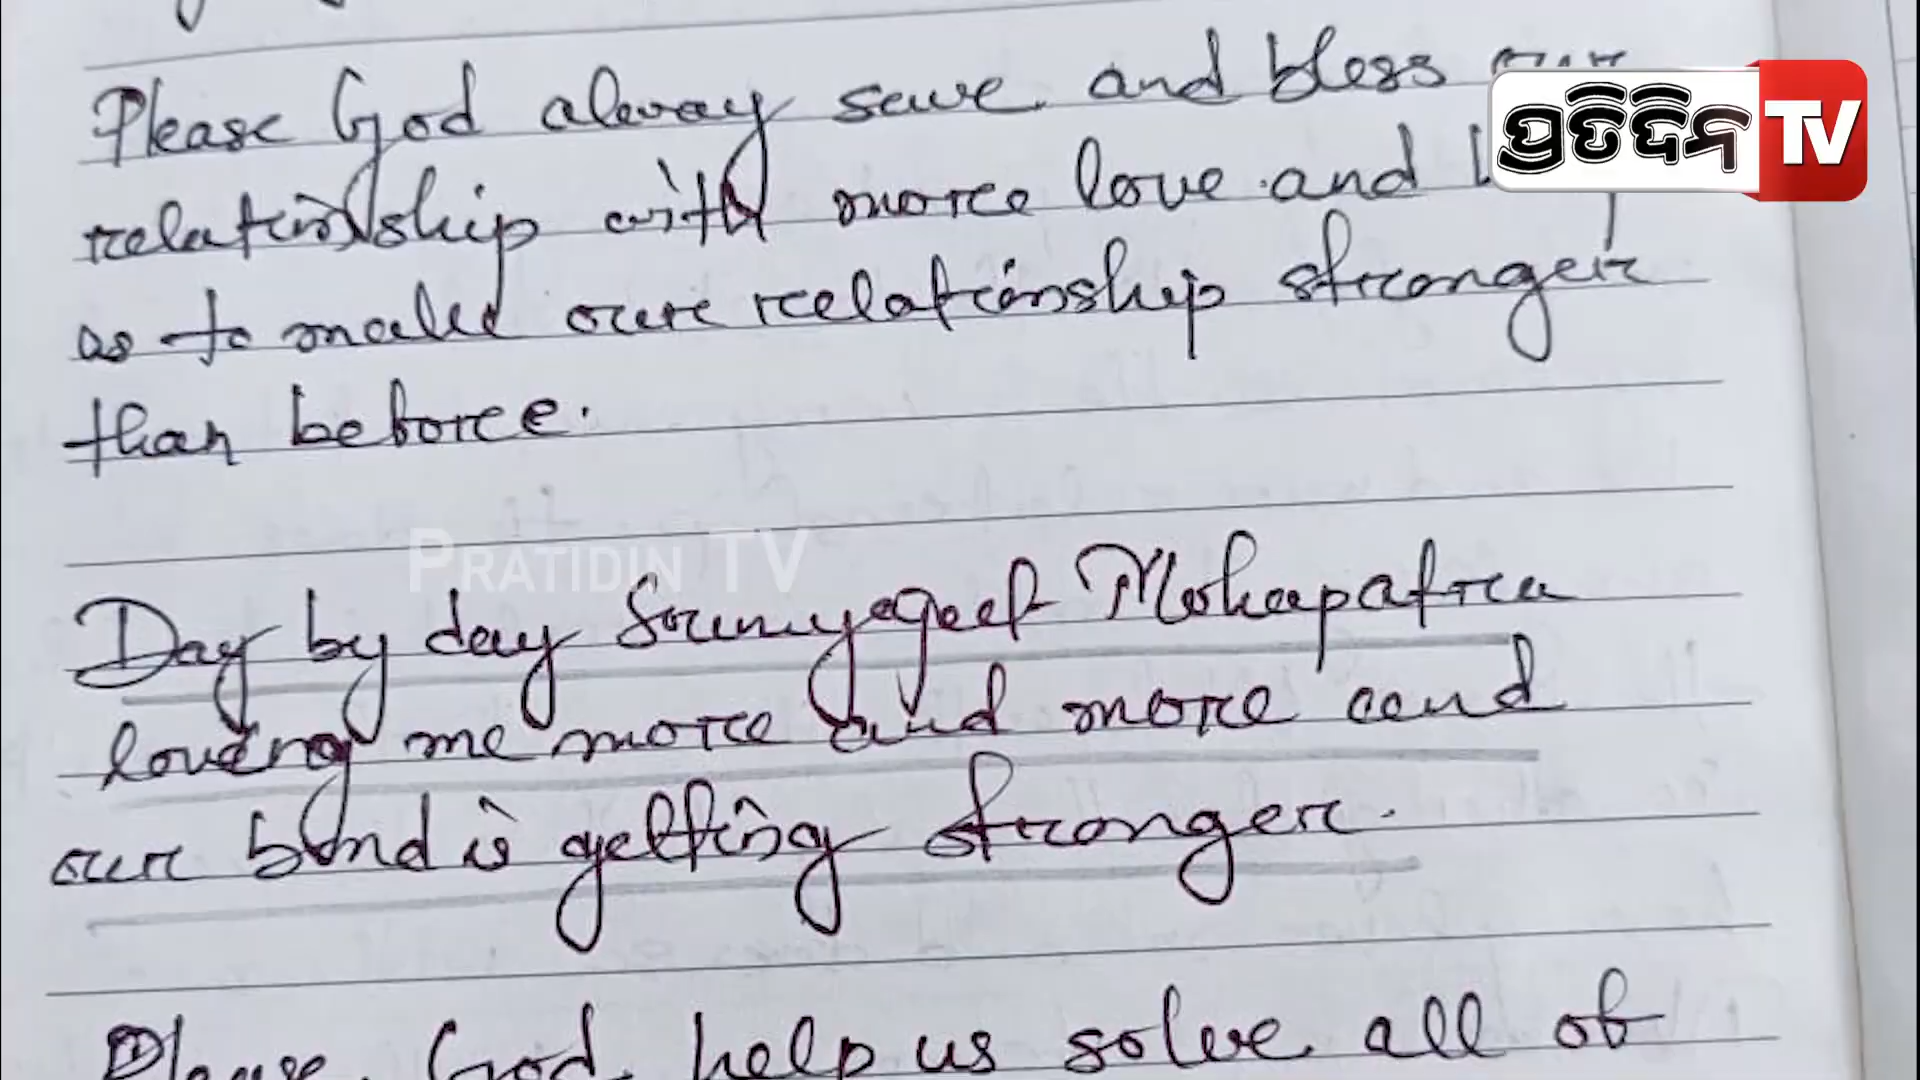 Please God alway save and bless our
ପ୍ରତିଦିନ TV
relationship with more love and
as to make our relationship stronger
than before.
PRATIDIN TV
Day by day Soumyajeet Mohapatra
loving me more and more and
our bond is getting stronger.
Please God help us solve all of